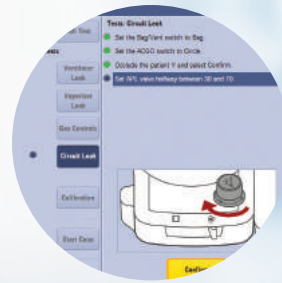 Tests: Circuit Leak
Set the Bag/Vent switch to Bag.
Set the ACGO switch to Circle.
Occlude the patient Y and select Confirm.
Set APL valve halfway between 30 and 70.
Ventilator
Leak
Vaporizer
Leak
Gas Controls
Circuit Leak
Calibration
Start Case